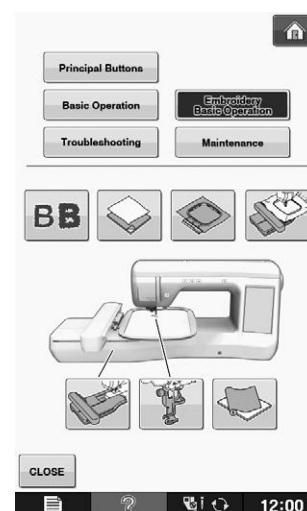 Principal Buttons
Basic Operation
Embroidery
Basic Operation
Troubleshooting
Maintenance
BB
CLOSE
?
12:00